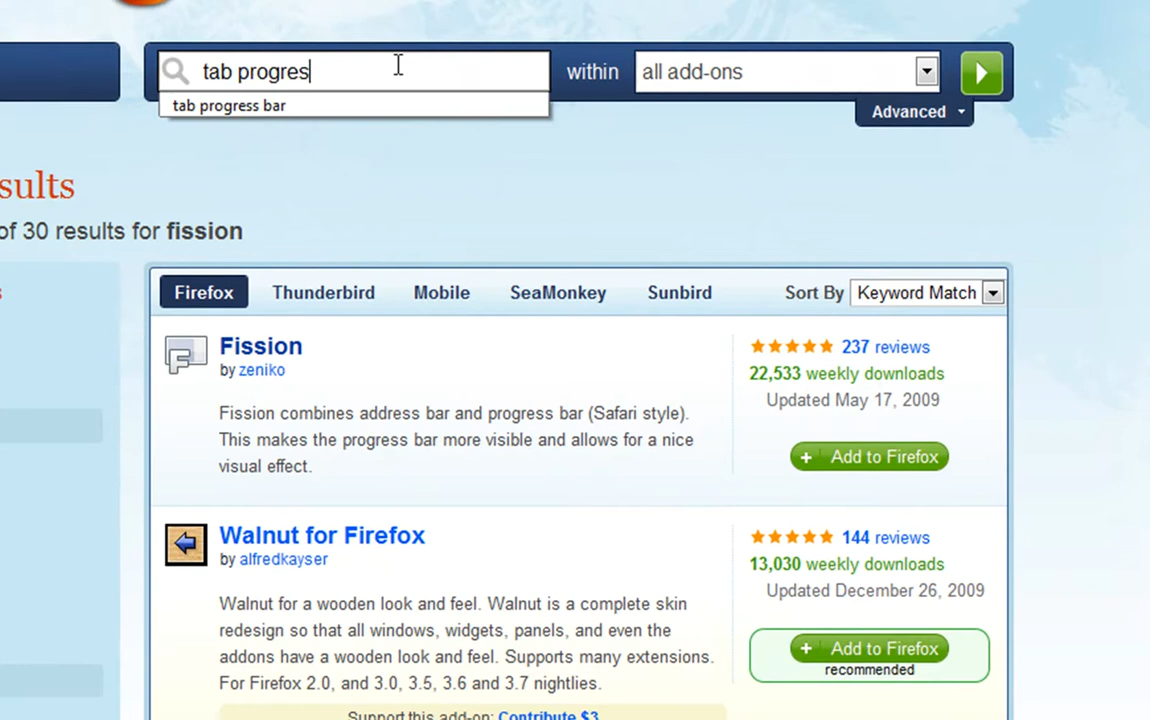 tab progres
within
all add-ons
tab progress bar
Advanced
sults
of 30 results for fission
Firefox
Thunderbird
Mobile
SeaMonkey
Sunbird
Sort By
Keyword Match
Fission
by zeniko
Fission combines address bar and progress bar (Safari style).
This makes the progress bar more visible and allows for a nice
visual effect.
237 reviews
22,533 weekly downloads
Updated May 17, 2009
+ Add to Firefox
Walnut for Firefox
by alfredkayser
Walnut for a wooden look and feel. Walnut is a complete skin
redesign so that all windows, widgets, panels, and even the
addons have a wooden look and feel. Supports many extensions.
For Firefox 2.0, and 3.0, 3.5, 3.6 and 3.7 nightlies.
144 reviews
13,030 weekly downloads
Updated December 26, 2009
+ Add to Firefox
recommended
Support this add-on: Contribute $3